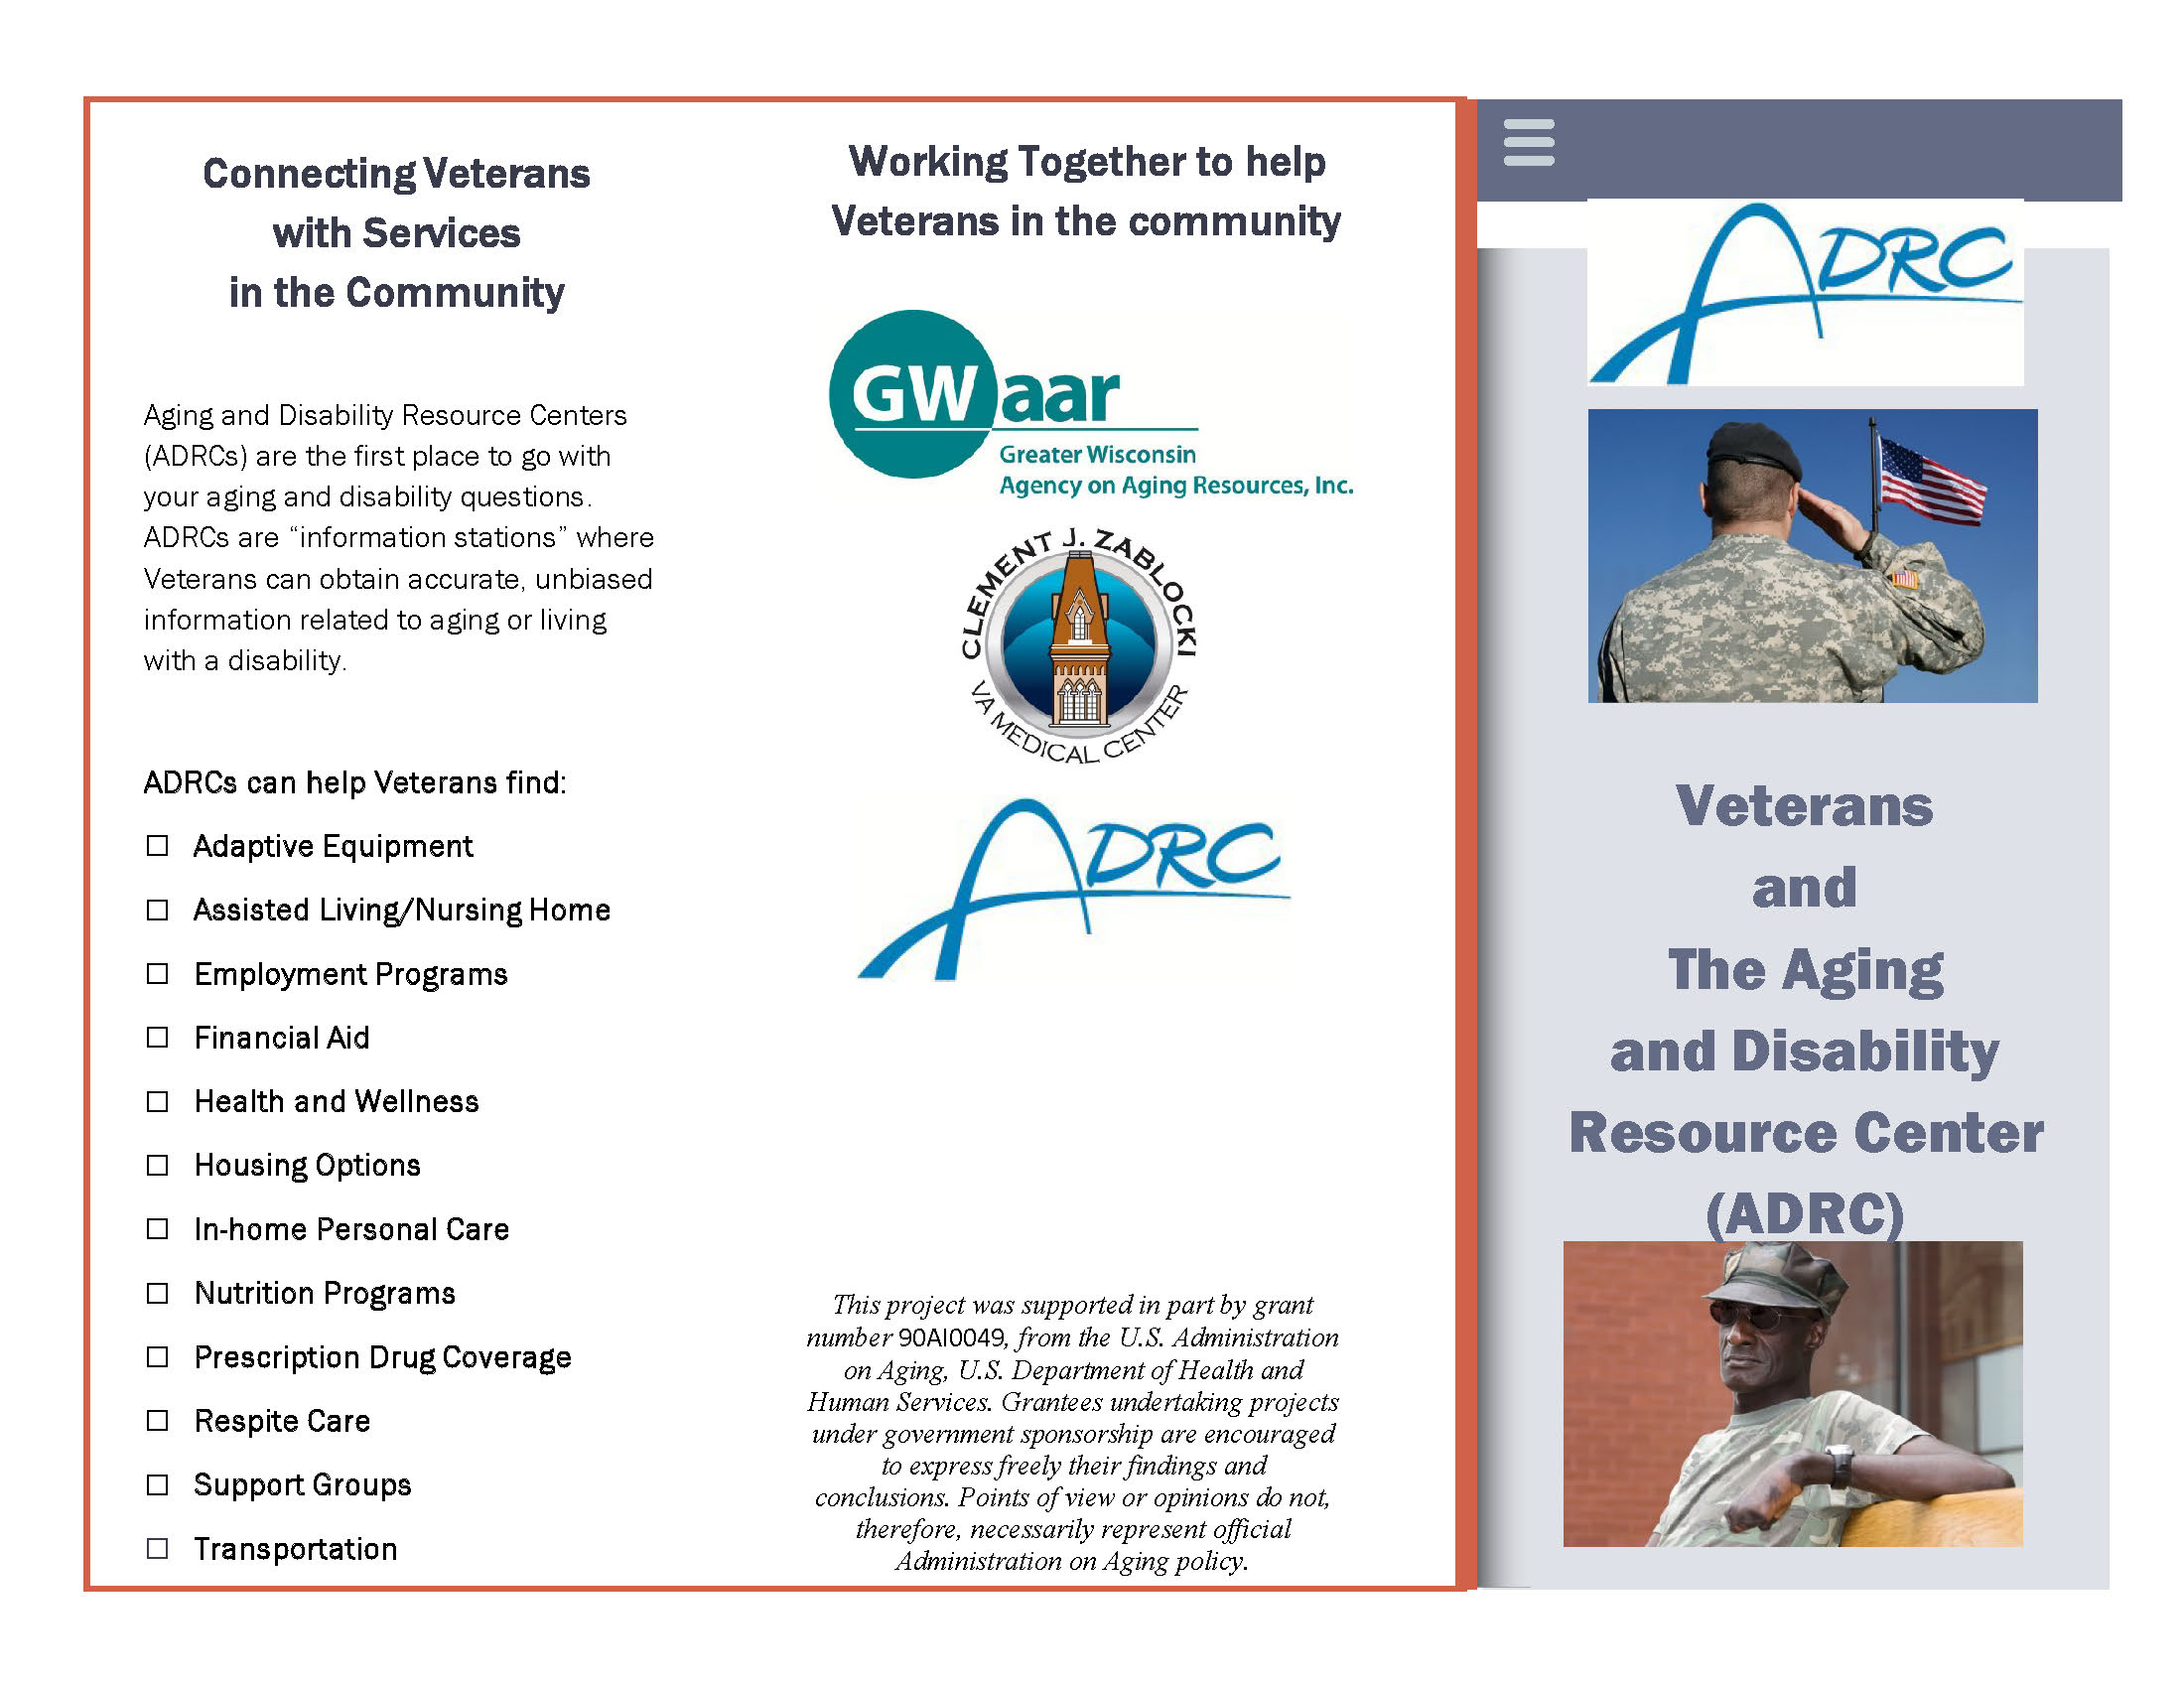 Connecting Veterans
with Services
in the Community
Aging and Disability Resource Centers
(ADRCs) are the first place to go with
your aging and disability questions.
ADRCs are “information stations” where
Veterans can obtain accurate, unbiased
information related to aging or living
with a disability.
ADRCs can help Veterans find:
☐ Adaptive Equipment
☐ Assisted Living/Nursing Home
☐ Employment Programs
☐ Financial Aid
☐ Health and Wellness
☐ Housing Options
☐ In-home Personal Care
☐ Nutrition Programs
☐ Prescription Drug Coverage
☐ Respite Care
☐ Support Groups
☐ Transportation
Working Together to help
Veterans in the community
GWaar
Greater Wisconsin
Agency on Aging Resources, Inc.
CLEMENT J. ZABLOCKI
VA MEDICAL CENTER
ADRC
This project was supported in part by grant
number 90AI0049, from the U.S. Administration
on Aging, U.S. Department of Health and
Human Services. Grantees undertaking projects
under government sponsorship are encouraged
to express freely their findings and
conclusions. Points of view or opinions do not,
therefore, necessarily represent official
Administration on Aging policy.
ADRC
Veterans
and
The Aging
and Disability
Resource Center
(ADRC)